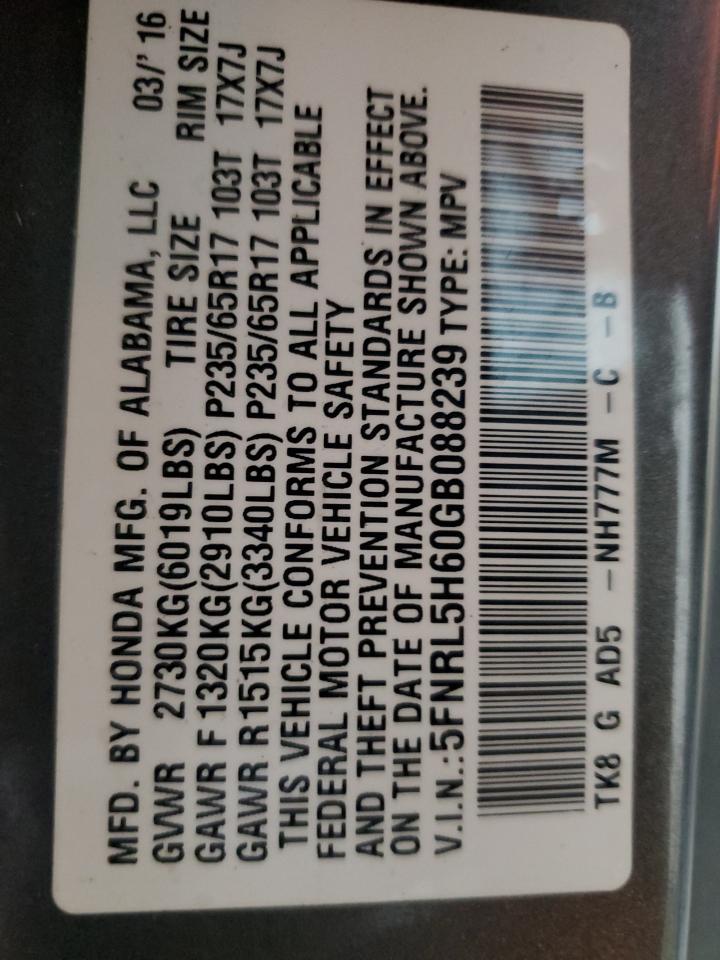 MFD. BY HONDA MFG. OF ALABAMA, LLC 03/' 16
GVWR 2730KG(6019LBS) TIRE SIZE RIM SIZE
GAWR F 1320KG(2910LBS) P235/65R17 103T 17X7J
GAWR R 1515KG(3340LBS) P235/65R17 103T 17X7J
THIS VEHICLE CONFORMS TO ALL APPLICABLE
FEDERAL MOTOR VEHICLE SAFETY
AND THEFT PREVENTION STANDARDS IN EFFECT
ON THE DATE OF MANUFACTURE SHOWN ABOVE.
V.I.N.:5FNRL5H60GB088239 TYPE: MPV
TK8 G AD5 – NH777M – C – B